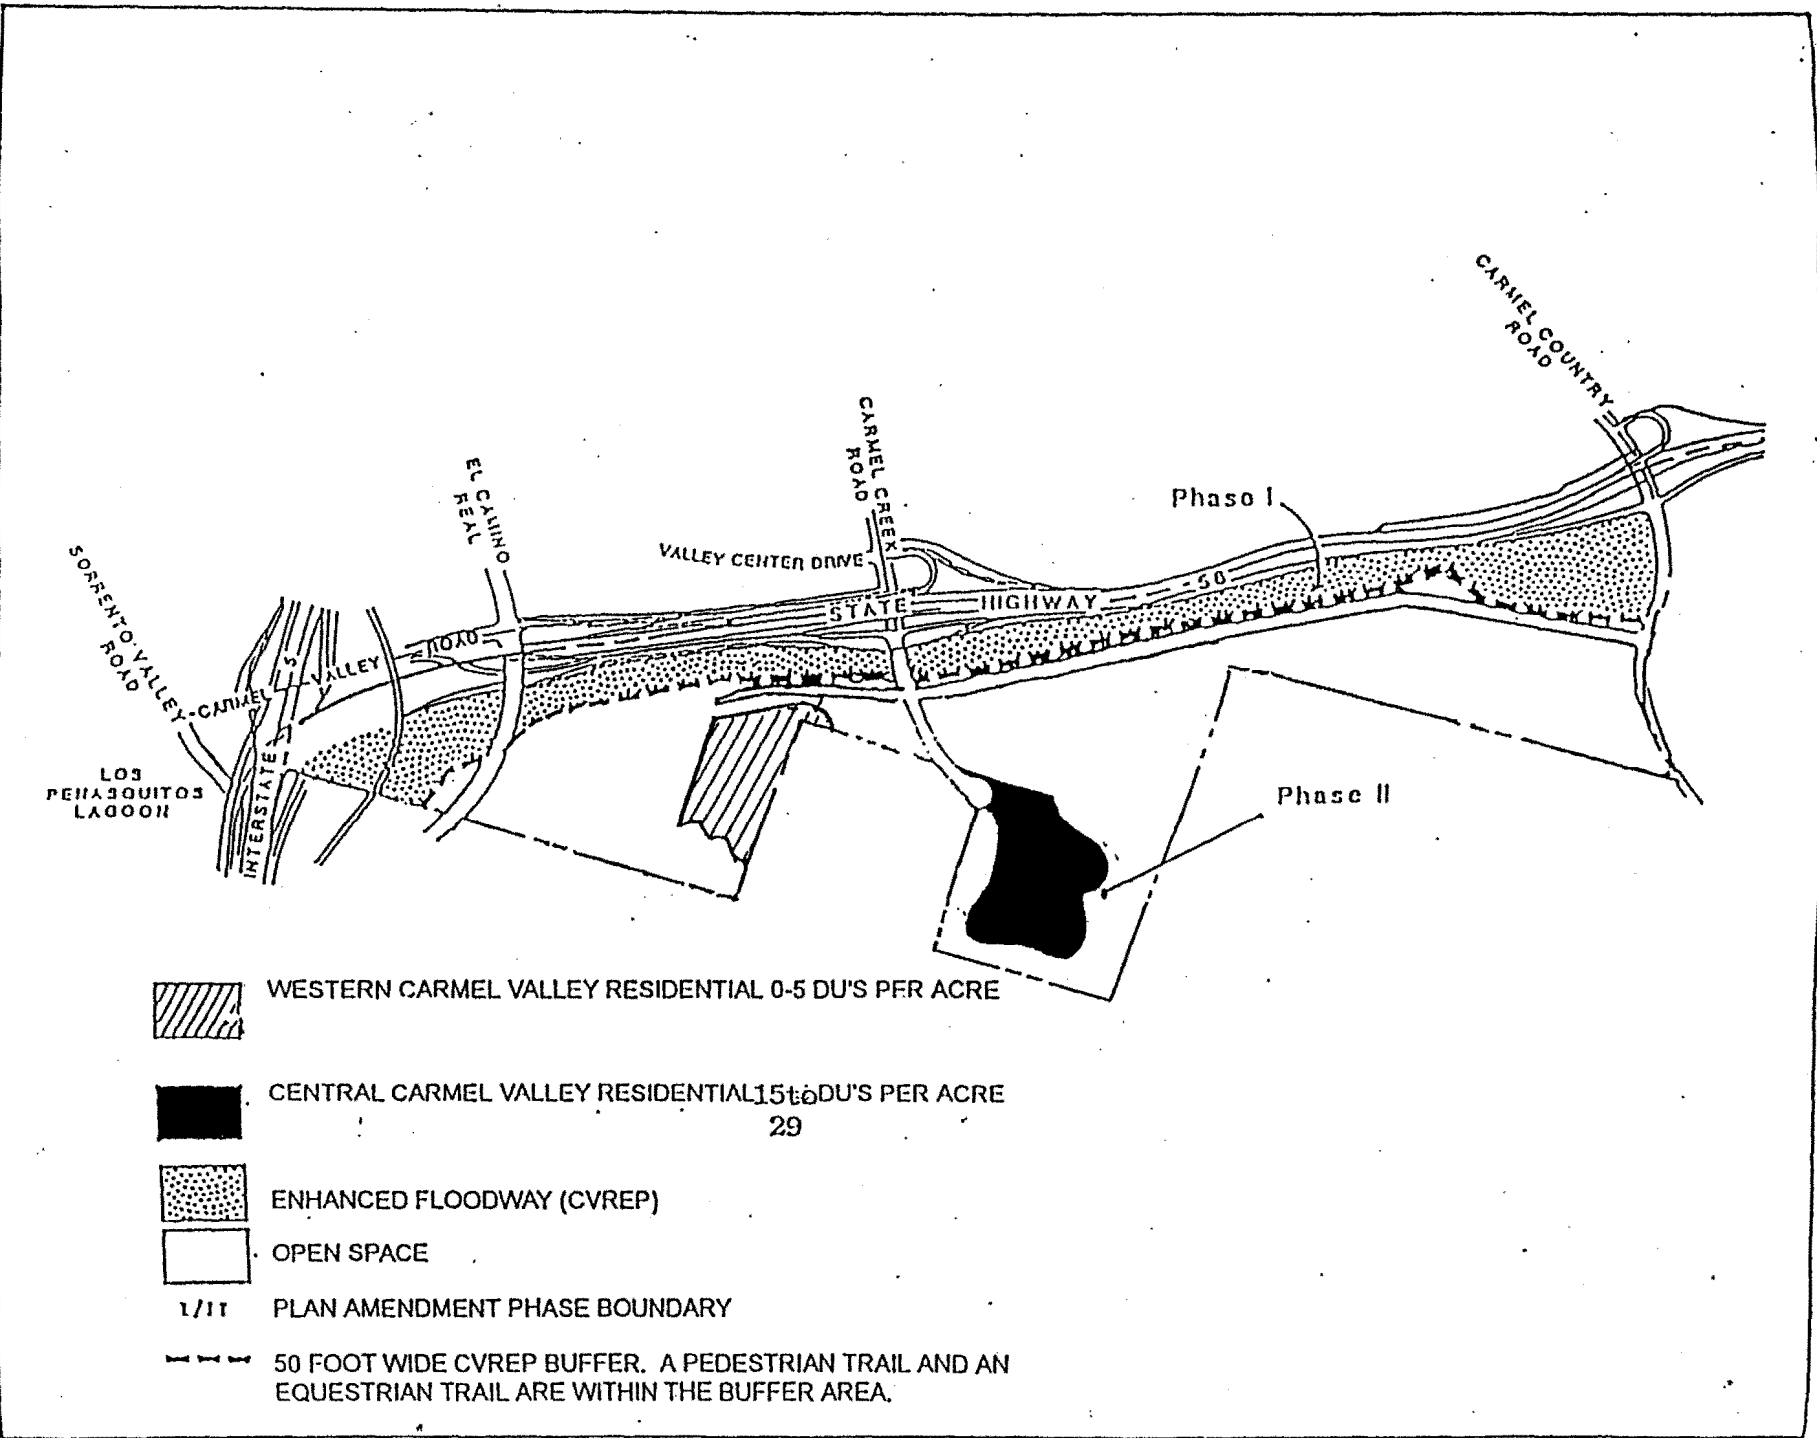 CARMEL COUNTRY
ROAD
CARMEL CREEK
ROAD
EL CAMINO
REAL
Phase I
VALLEY CENTER DRIVE
SORRENTO VALLEY
ROAD
STATE HIGHWAY
CARMEL VALLEY ROAD
INTERSTATE 5
LOS
PENASQUITOS
LAGOON
Phase II
WESTERN CARMEL VALLEY RESIDENTIAL 0-5 DU'S PER ACRE
CENTRAL CARMEL VALLEY RESIDENTIAL 15 to DU'S PER ACRE
29
ENHANCED FLOODWAY (CVREP)
OPEN SPACE
I/II PLAN AMENDMENT PHASE BOUNDARY
50 FOOT WIDE CVREP BUFFER. A PEDESTRIAN TRAIL AND AN
EQUESTRIAN TRAIL ARE WITHIN THE BUFFER AREA.